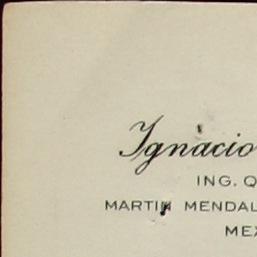 Ignacio
ING. Q
MARTIN MENDAL
MEX